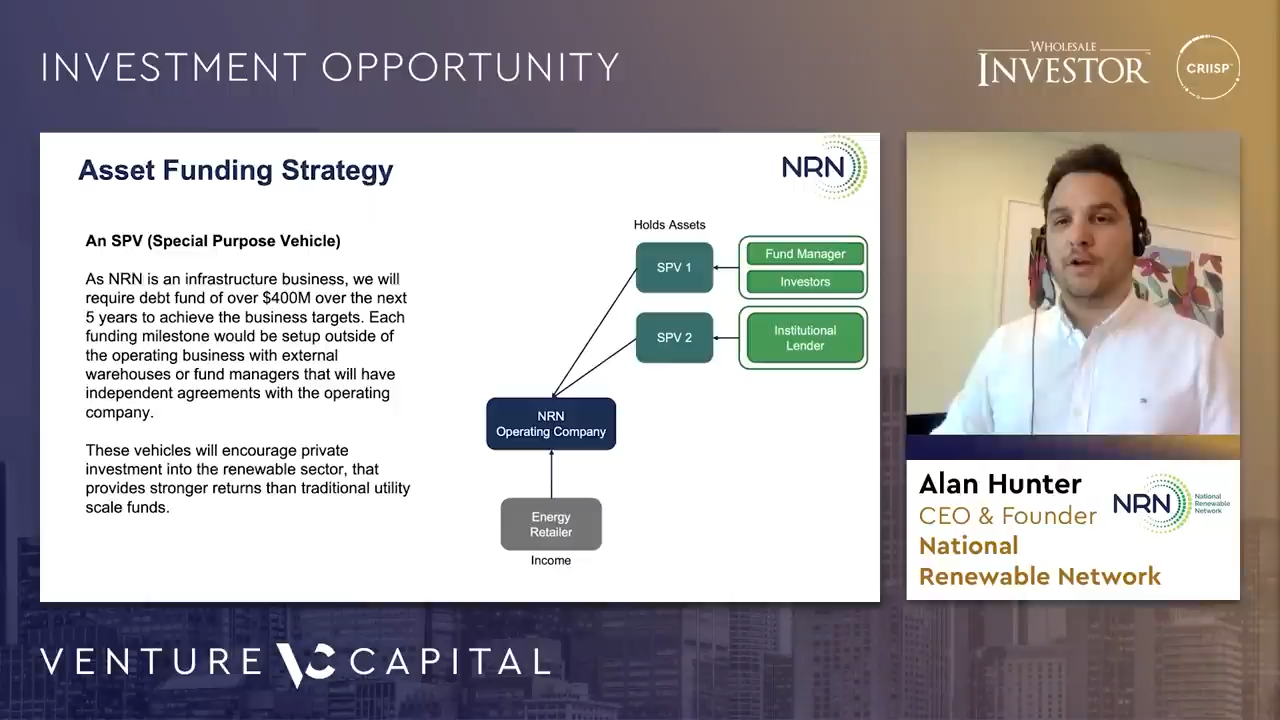 INVESTMENT OPPORTUNITY
WHOLESALE
INVESTOR
CRIISP™
Asset Funding Strategy
NRN
An SPV (Special Purpose Vehicle)
As NRN is an infrastructure business, we will
require debt fund of over $400M over the next
5 years to achieve the business targets. Each
funding milestone would be setup outside of
the operating business with external
warehouses or fund managers that will have
independent agreements with the operating
company.
These vehicles will encourage private
investment into the renewable sector, that
provides stronger returns than traditional utility
scale funds.
Holds Assets
SPV 1
Fund Manager
Investors
SPV 2
Institutional
Lender
NRN
Operating Company
Energy
Retailer
Income
Alan Hunter
CEO & Founder
National
Renewable Network
NRN
National
Renewable
Network
VENTURE VC CAPITAL